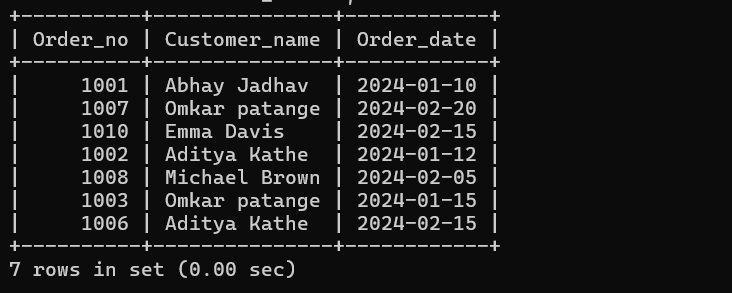 +----------+---------------+------------+
| Order_no | Customer_name | Order_date |
+----------+---------------+------------+
|     1001 | Abhay Jadhav  | 2024-01-10 |
|     1007 | Omkar patange | 2024-02-20 |
|     1010 | Emma Davis    | 2024-02-15 |
|     1002 | Aditya Kathe  | 2024-01-12 |
|     1008 | Michael Brown | 2024-02-05 |
|     1003 | Omkar patange | 2024-01-15 |
|     1006 | Aditya Kathe  | 2024-02-15 |
+----------+---------------+------------+
7 rows in set (0.00 sec)